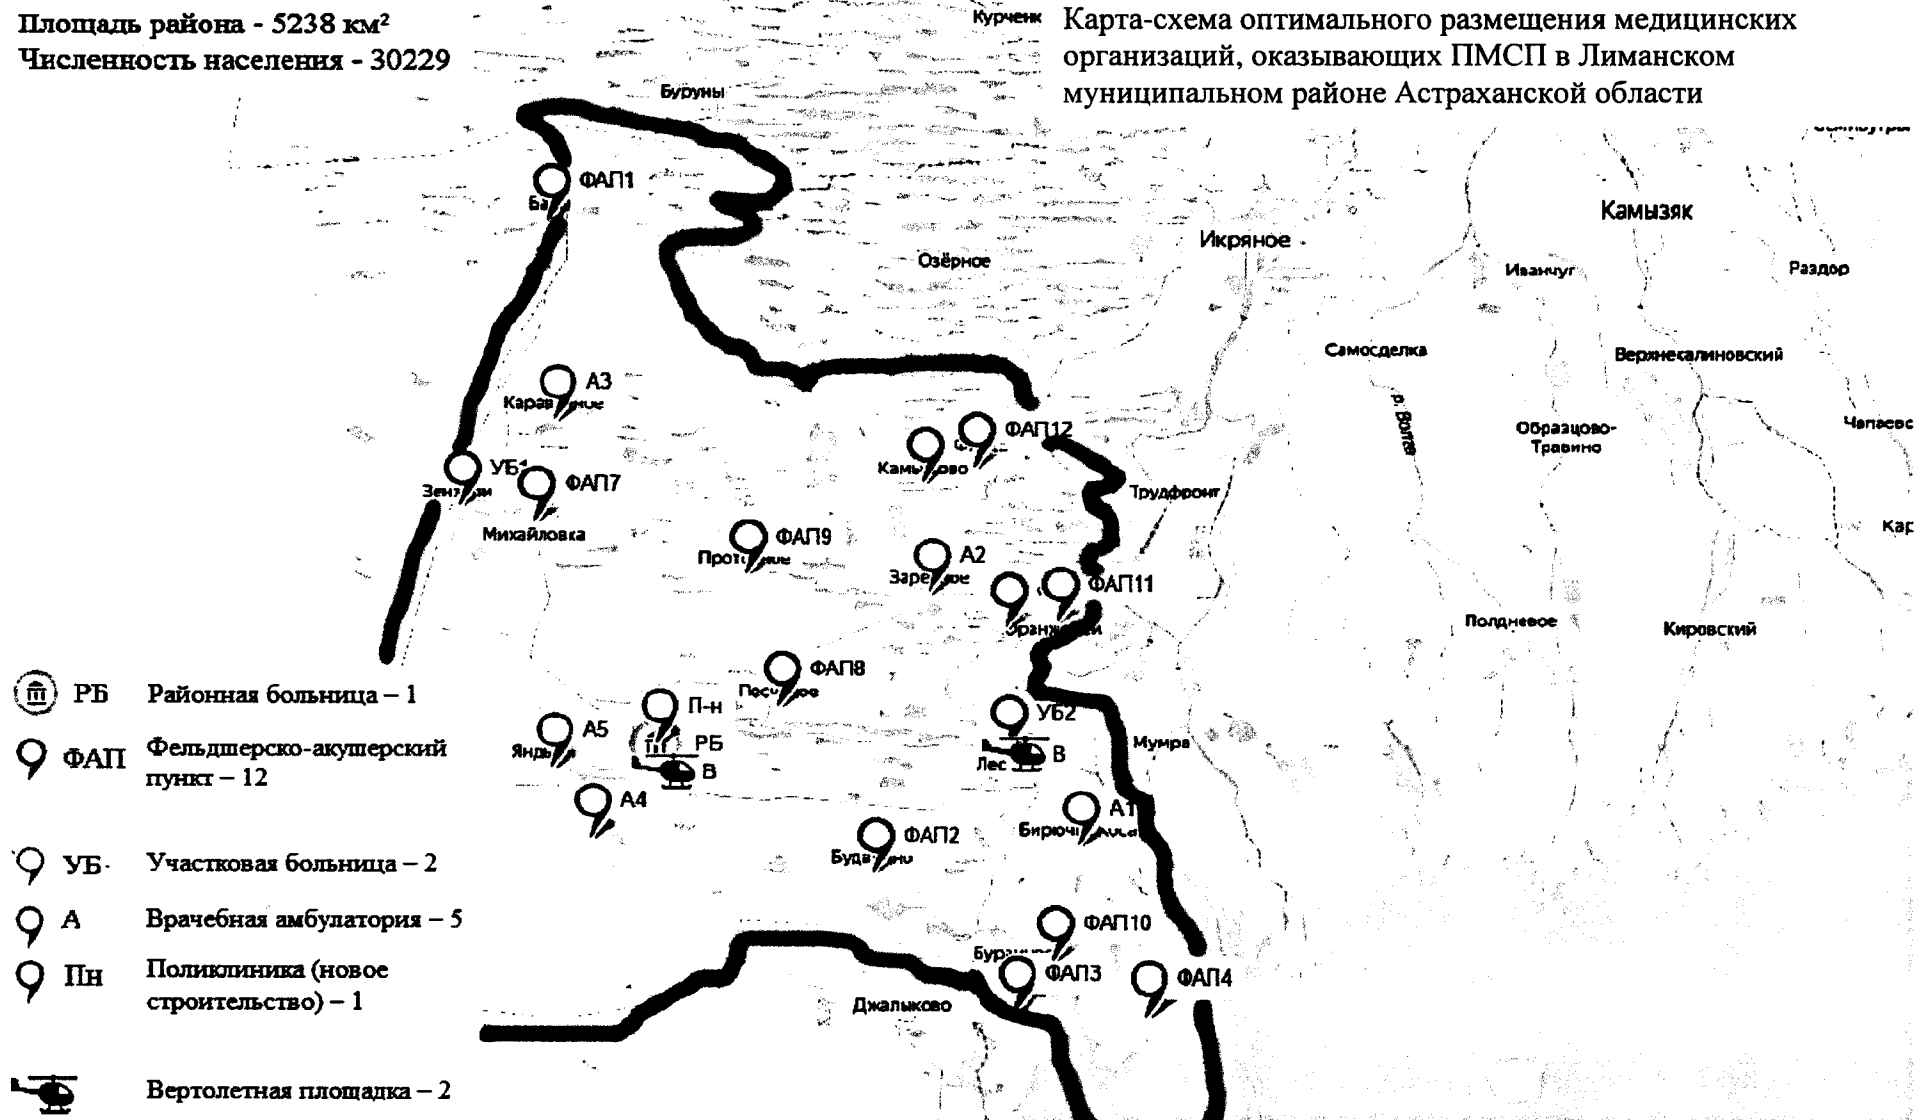 Площадь района - 5238 км²
Численность населения - 30229
Карта-схема оптимального размещения медицинских
организаций, оказывающих ПМСП в Лиманском
муниципальном районе Астраханской области
Буруны
ФАП1
Камызяк
Икряное
Озёрное
Иванчуг
Раздор
Самосделка
Верхнекалиновский
А3
р. Волга
ФАП12
Образцово-
Травино
УБ1
ФАП7
Трудфронт
Михайловка
ФАП9
А2
ФАП11
Полдневое
Кировский
ФАП8
П-н
А5
РБ
В
УБ2
В
Лес
Мумра
А4
А1
ФАП2
ФАП10
ФАП3
ФАП4
Джалыково
РБ Районная больница – 1
ФАП Фельдшерско-акушерский
пункт – 12
УБ Участковая больница – 2
А Врачебная амбулатория – 5
Пн Поликлиника (новое
строительство) – 1
Вертолетная площадка – 2